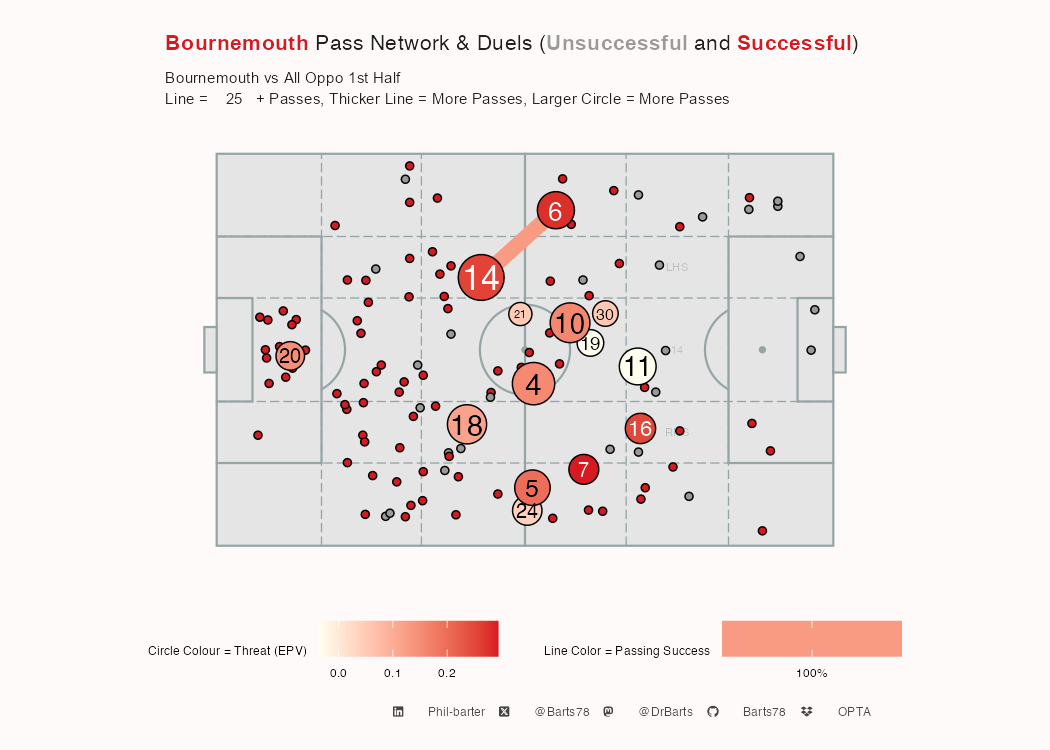 Bournemouth Pass Network & Duels (Unsuccessful and Successful)
Bournemouth vs All Oppo 1st Half
Line = 25 + Passes, Thicker Line = More Passes, Larger Circle = More Passes
6
LHS
14
21
10
30
19
14
20
11
4
18
16
7
5
24
Circle Colour = Threat (EPV)
0.0 0.1 0.2
Line Color = Passing Success
100%
Phil-barter @Barts78 @DrBarts Barts78 OPTA